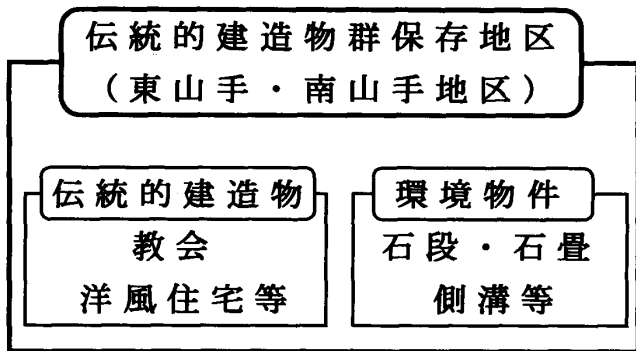 伝統的建造物群保存地区
（東山手・南山手地区）
伝統的建造物
教会
洋風住宅等
環境物件
石段・石畳
側溝等